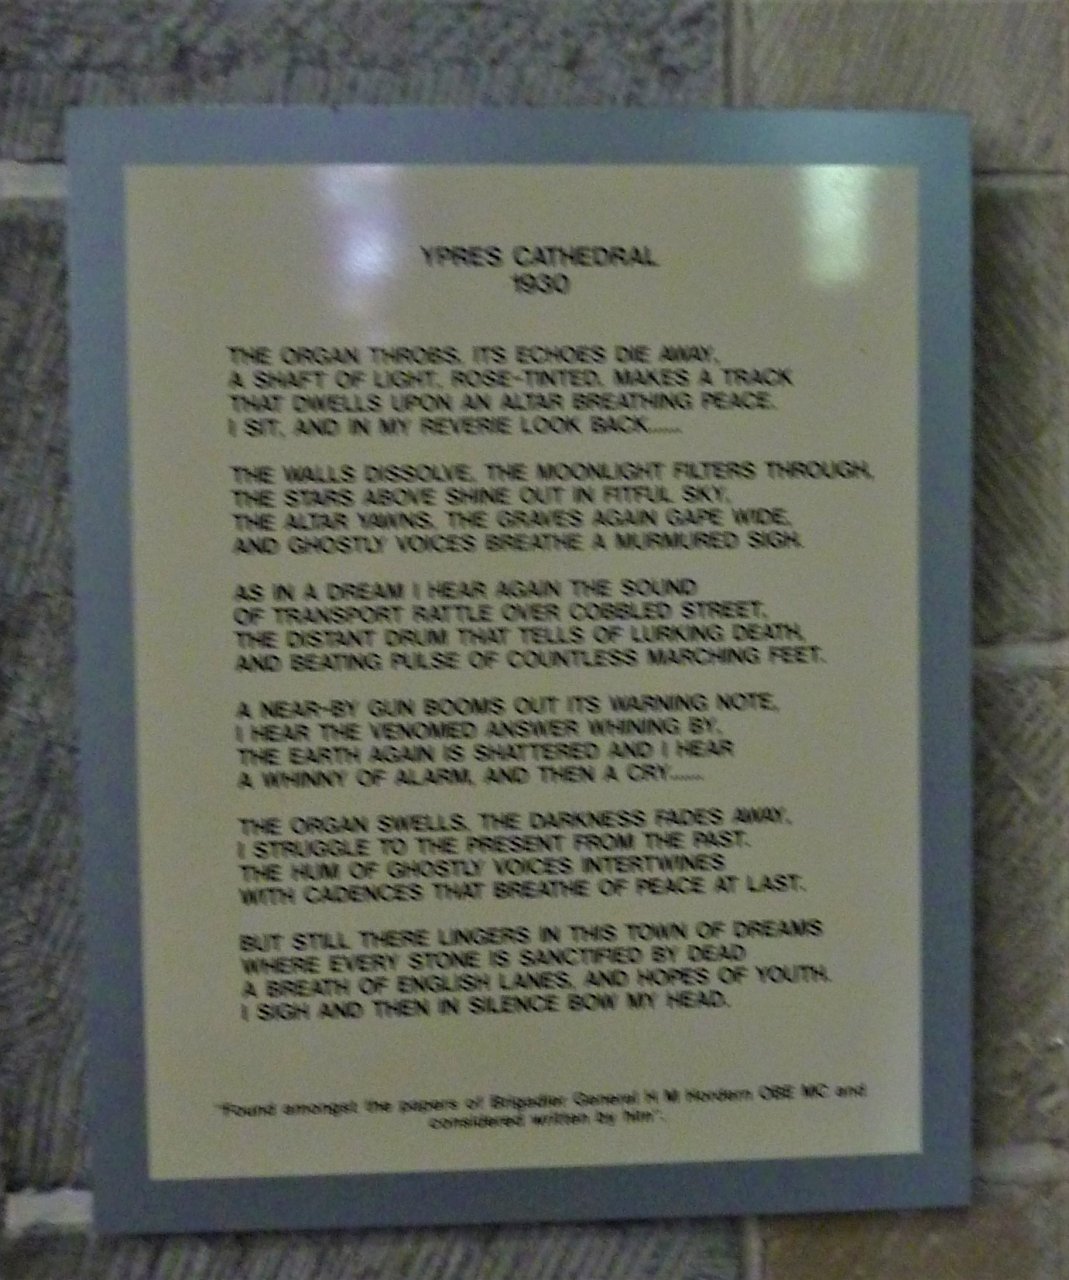 YPRES CATHEDRAL
1930
THE ORGAN THROBS, ITS ECHOES DIE AWAY,
A SHAFT OF LIGHT, ROSE-TINTED, MAKES A TRACK
THAT DWELLS UPON AN ALTAR BREATHING PEACE.
I SIT, AND IN MY REVERIE LOOK BACK.....
THE WALLS DISSOLVE, THE MOONLIGHT FILTERS THROUGH,
THE STARS ABOVE SHINE OUT IN FITFUL SKY,
THE ALTAR YAWNS, THE GRAVES AGAIN GAPE WIDE,
AND GHOSTLY VOICES BREATHE A MURMURED SIGH.
AS IN A DREAM I HEAR AGAIN THE SOUND
OF TRANSPORT RATTLE OVER COBBLED STREET,
THE DISTANT DRUM THAT TELLS OF LURKING DEATH,
AND BEATING PULSE OF COUNTLESS MARCHING FEET.
A NEAR-BY GUN BOOMS OUT ITS WARNING NOTE,
I HEAR THE VENOMED ANSWER WHINING BY,
THE EARTH AGAIN IS SHATTERED AND I HEAR
A WHINNY OF ALARM, AND THEN A CRY.....
THE ORGAN SWELLS, THE DARKNESS FADES AWAY,
I STRUGGLE TO THE PRESENT FROM THE PAST.
THE HUM OF GHOSTLY VOICES INTERTWINES
WITH CADENCES THAT BREATHE OF PEACE AT LAST.
BUT STILL THERE LINGERS IN THIS TOWN OF DREAMS
WHERE EVERY STONE IS SANCTIFIED BY DEAD
A BREATH OF ENGLISH LANES, AND HOPES OF YOUTH.
I SIGH AND THEN IN SILENCE BOW MY HEAD.
"Found amongst the papers of Brigadier General H M Hordern OBE MC and
considered written by him".